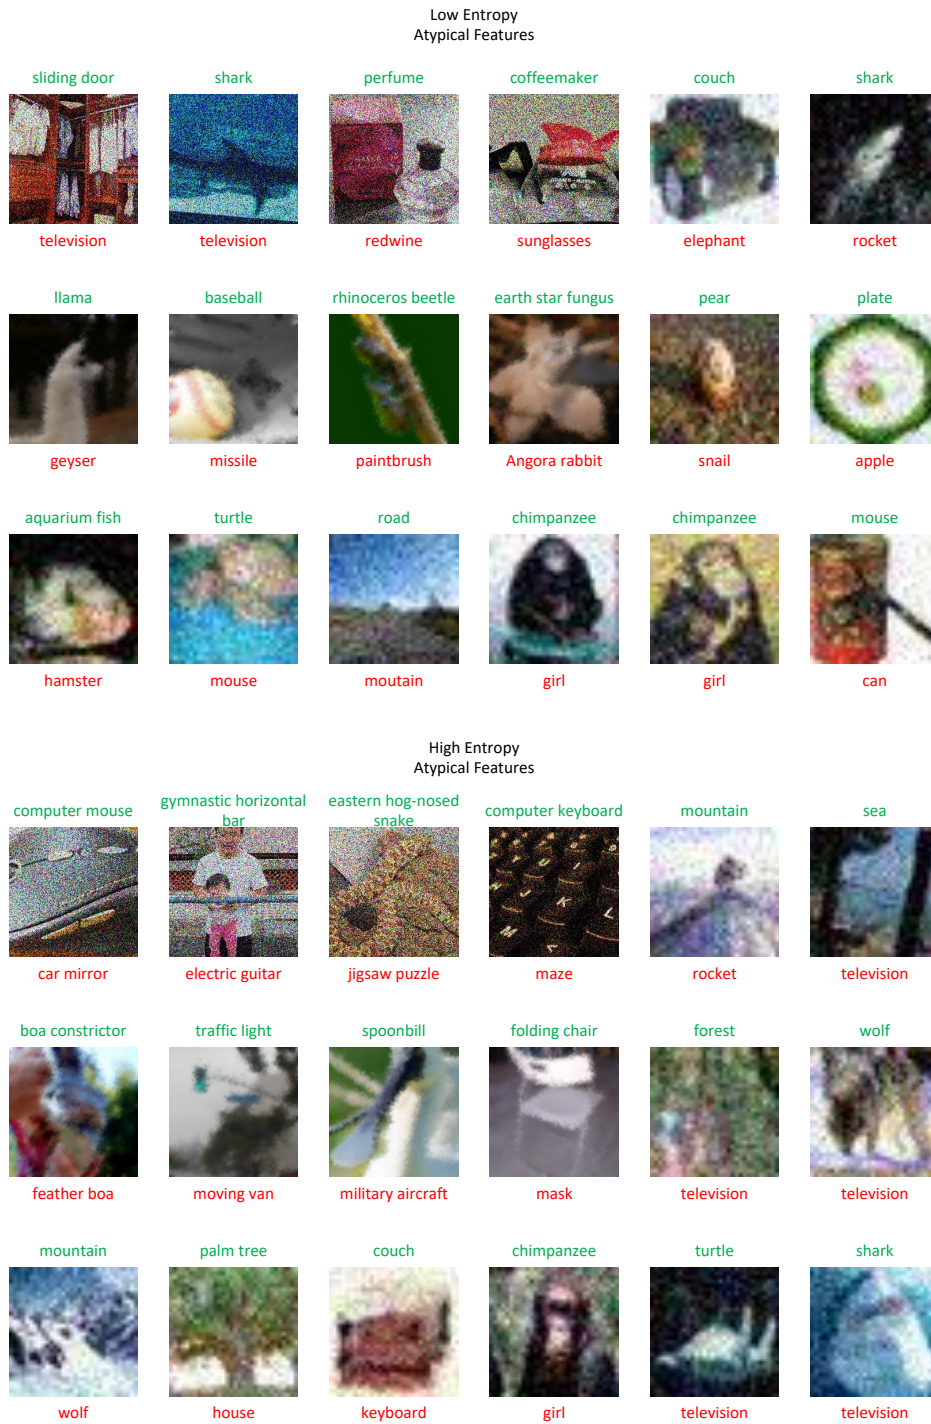 Low Entropy
Atypical Features
sliding door shark perfume coffeemaker couch shark
television television redwine sunglasses elephant rocket
llama baseball rhinoceros beetle earth star fungus pear plate
geyser missile paintbrush Angora rabbit snail apple
aquarium fish turtle road chimpanzee chimpanzee mouse
hamster mouse moutain girl girl can
High Entropy
Atypical Features
computer mouse gymnastic horizontal bar eastern hog-nosed snake computer keyboard mountain sea
car mirror electric guitar jigsaw puzzle maze rocket television
boa constrictor traffic light spoonbill folding chair forest wolf
feather boa moving van military aircraft mask television television
mountain palm tree couch chimpanzee turtle shark
wolf house keyboard girl television television